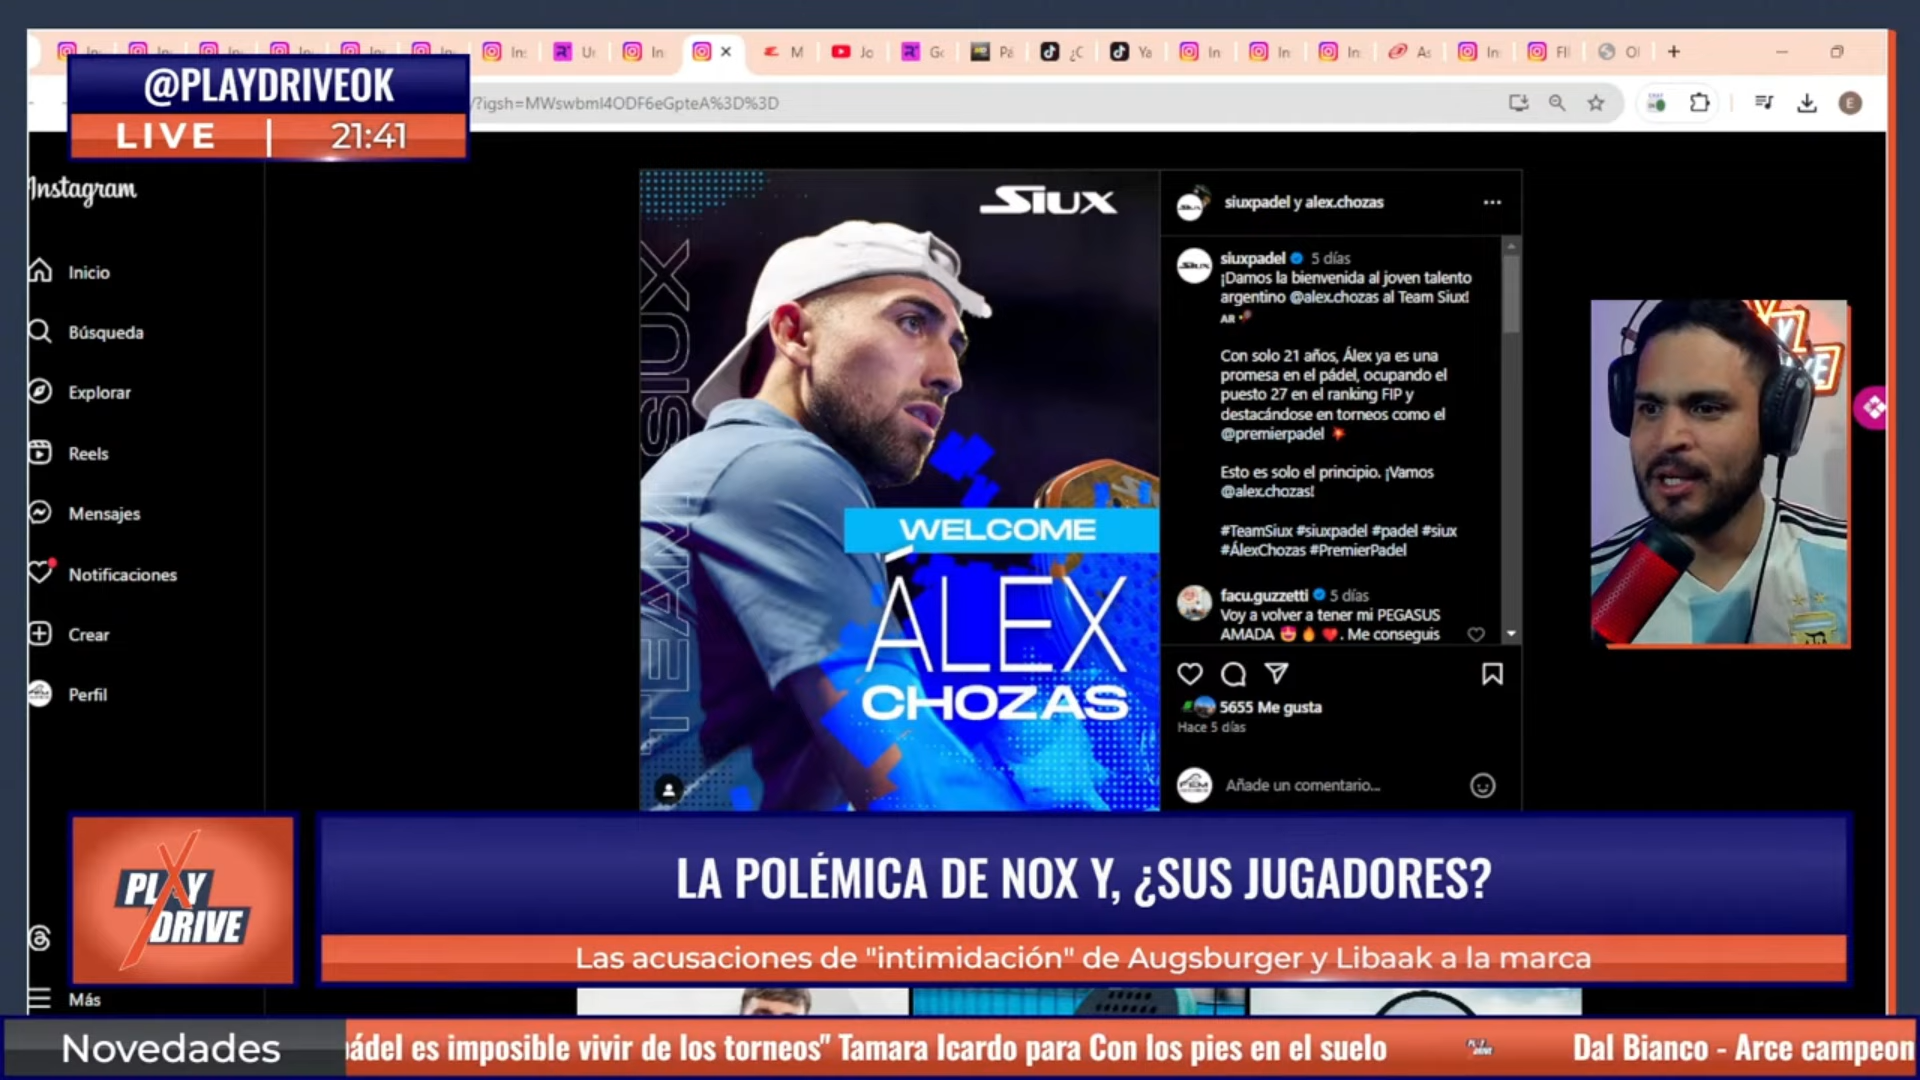 @PLAYDRIVEOK
LIVE | 21:41
/?igsh=MWswbmI4ODF6eGpteA%3D%3D
Instagram
Inicio
Búsqueda
Explorar
Reels
Mensajes
Notificaciones
Crear
Perfil
Más
SIUX
TEAM SIUX
WELCOME
ÁLEX
CHOZAS
siuxpadel y alex.chozas
siuxpadel 5 días
¡Damos la bienvenida al joven talento
argentino @alex.chozas al Team Siux!
AR
Con solo 21 años, Álex ya es una
promesa en el pádel, ocupando el
puesto 27 en el ranking FIP y
destacándose en torneos como el
@premierpadel
Esto es solo el principio. ¡Vamos
@alex.chozas!
#TeamSiux #siuxpadel #padel #siux
#ÁlexChozas #PremierPadel
facu.guzzetti 5 días
Voy a volver a tener mi PEGASUS
AMADA . Me conseguis
5655 Me gusta
Hace 5 días
Añade un comentario...
PLAY
DRIVE
LA POLÉMICA DE NOX Y, ¿SUS JUGADORES?
Las acusaciones de "intimidación" de Augsburger y Libaak a la marca
Novedades
ádel es imposible vivir de los torneos" Tamara Icardo para Con los pies en el suelo
Dal Bianco - Arce campeon